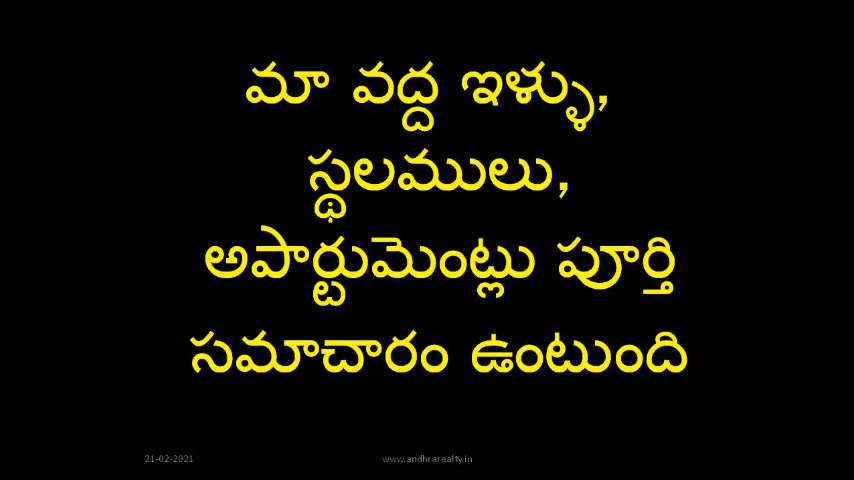 మా వద్ద ఇళ్ళు,
స్థలములు,
అపార్టుమెంట్లు పూర్తి
సమాచారం ఉంటుంది
21-02-2021 www.andhrarealty.in